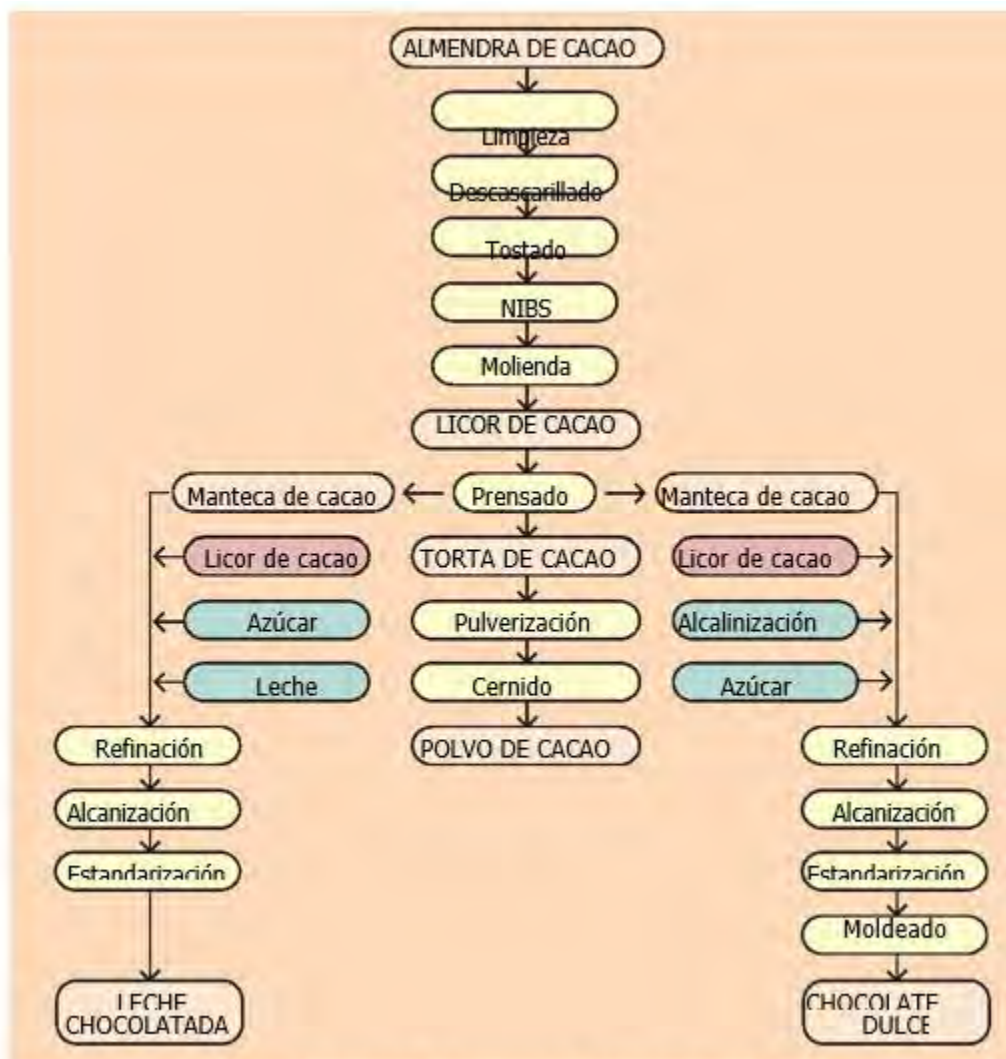 ALMENDRA DE CACAO
Limpieza
Descascarillado
Tostado
NIBS
Molienda
LICOR DE CACAO
Manteca de cacao
Prensado
Manteca de cacao
Licor de cacao
TORTA DE CACAO
Licor de cacao
Azúcar
Pulverización
Alcalinización
Leche
Cernido
Azúcar
Refinación
POLVO DE CACAO
Refinación
Alcanización
Alcanización
Estandarización
Estandarización
Moldeado
LECHE
CHOCOLATADA
CHOCOLATE
DULCE